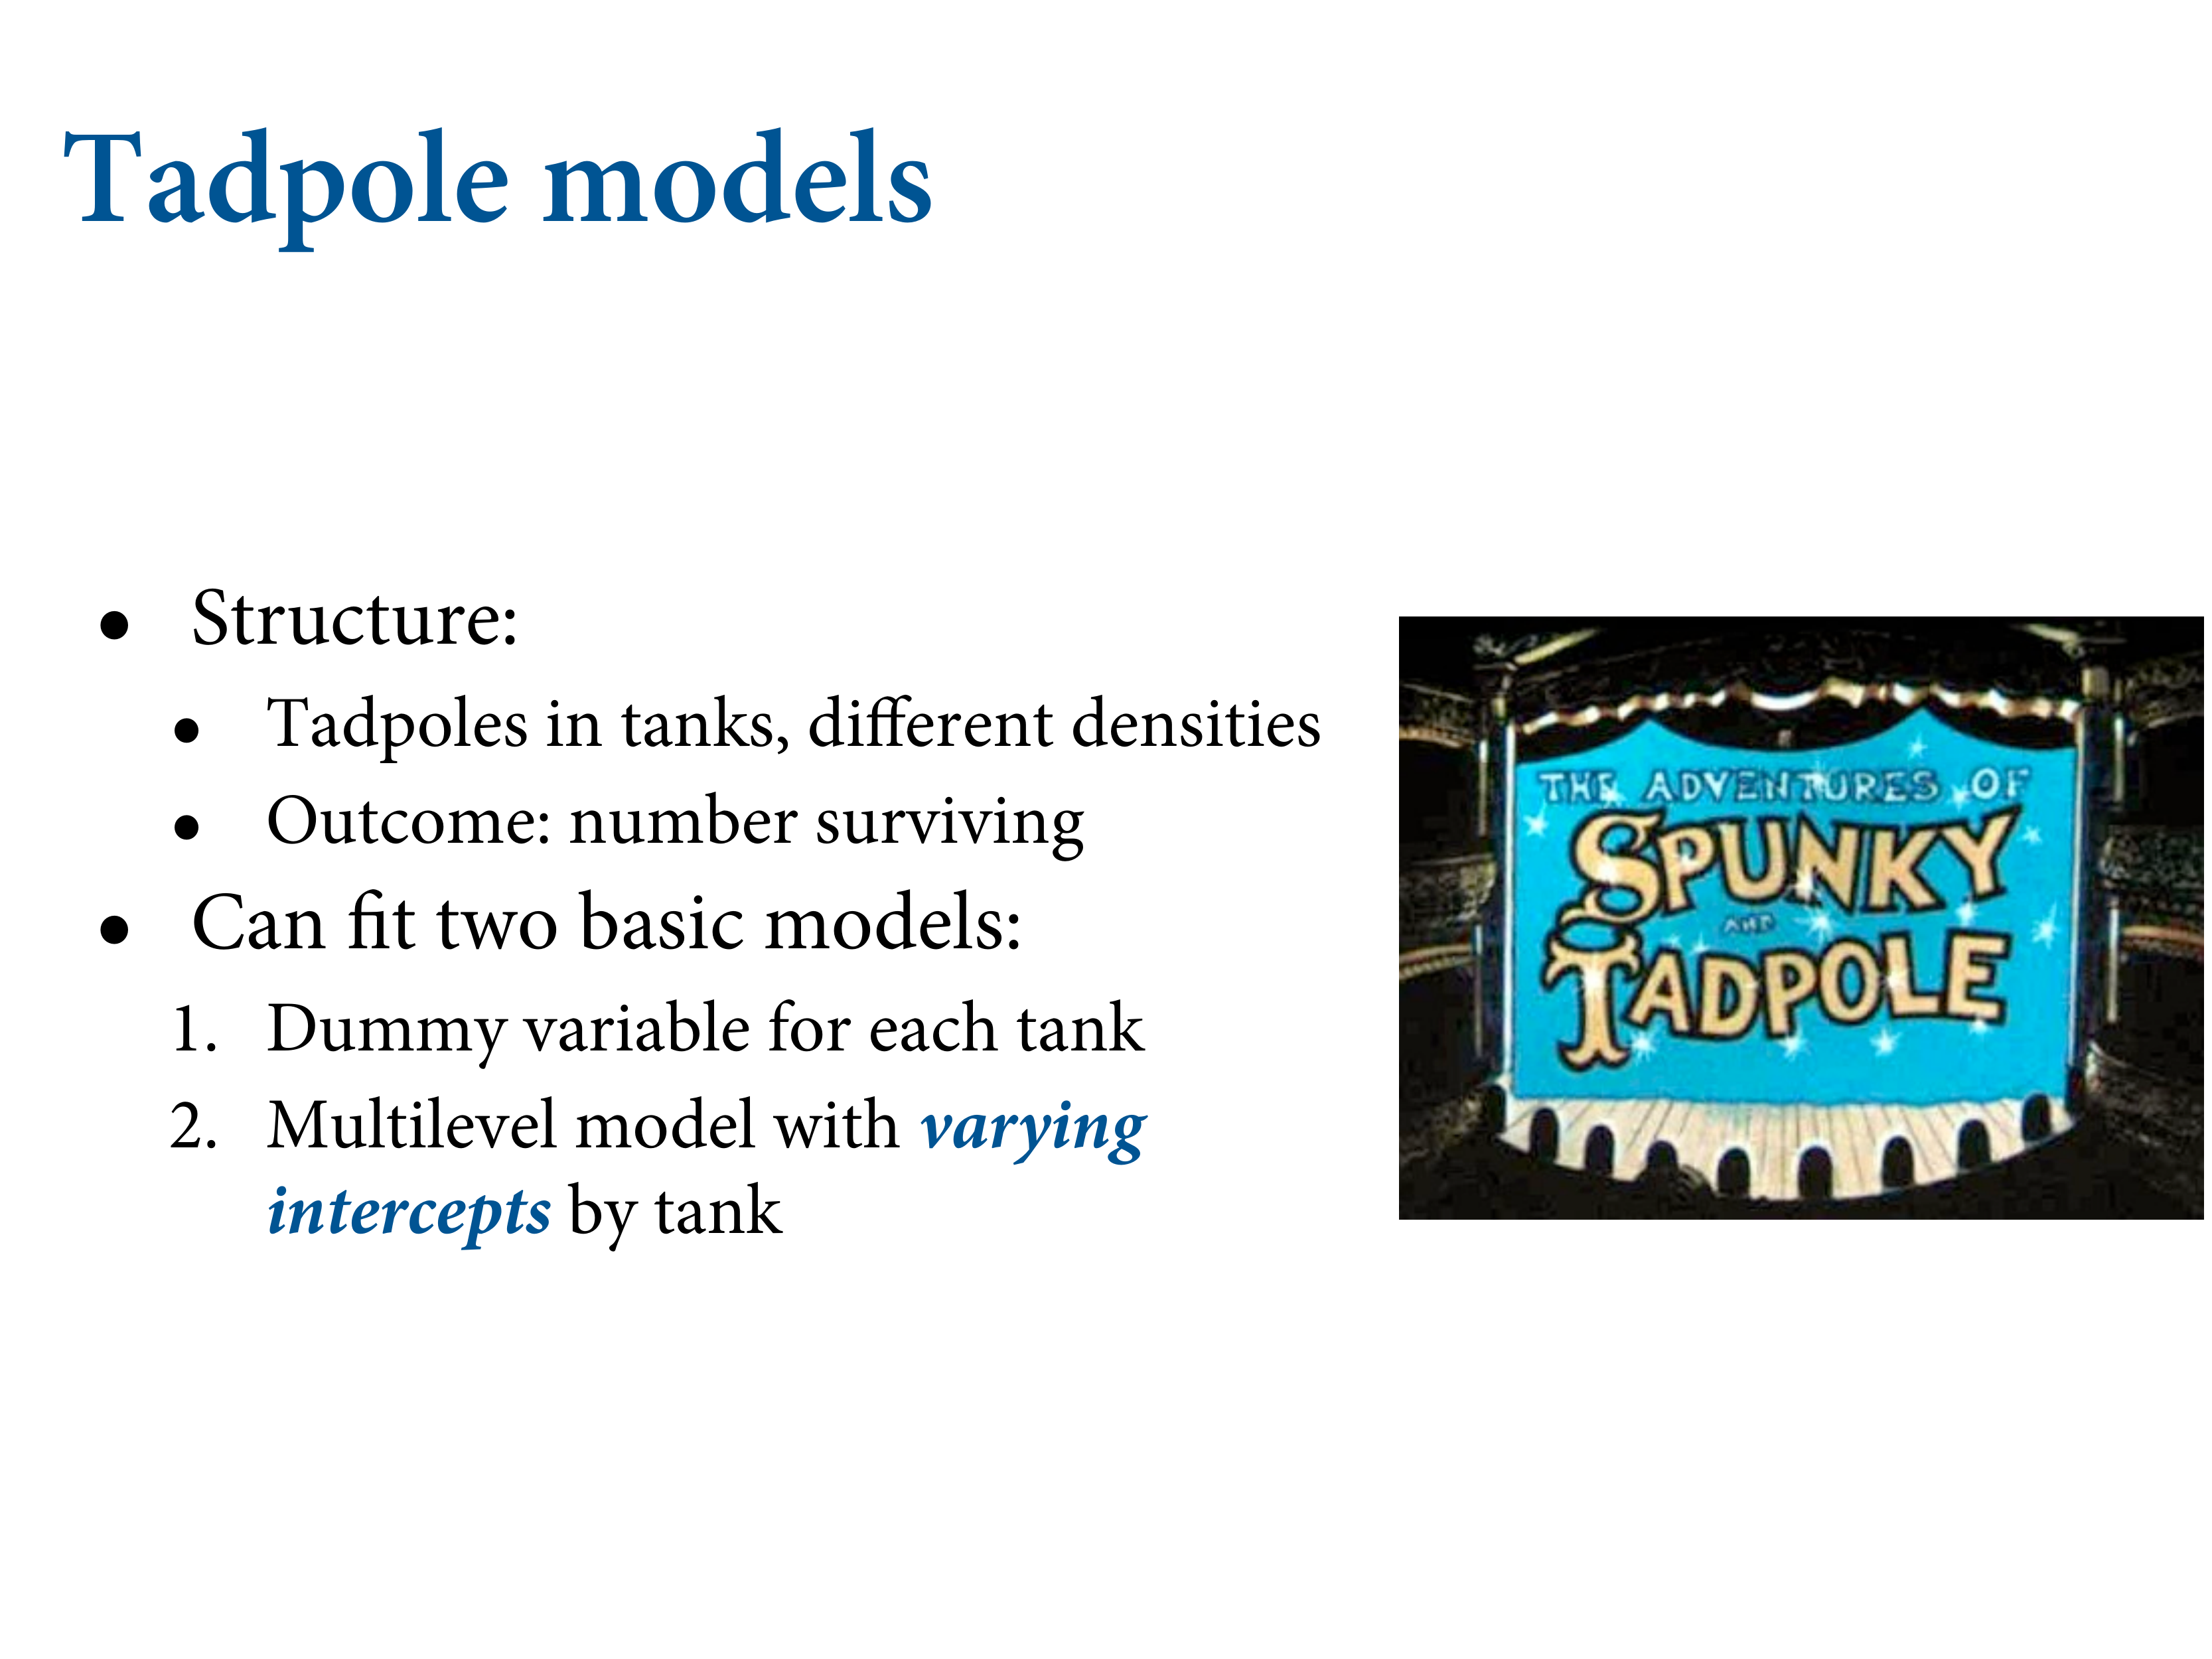 Tadpole models
• Structure:
• Tadpoles in tanks, different densities
• Outcome: number surviving
• Can fit two basic models:
1. Dummy variable for each tank
2. Multilevel model with varying
intercepts by tank
THE ADVENTURES OF
SPUNKY
AND
TADPOLE